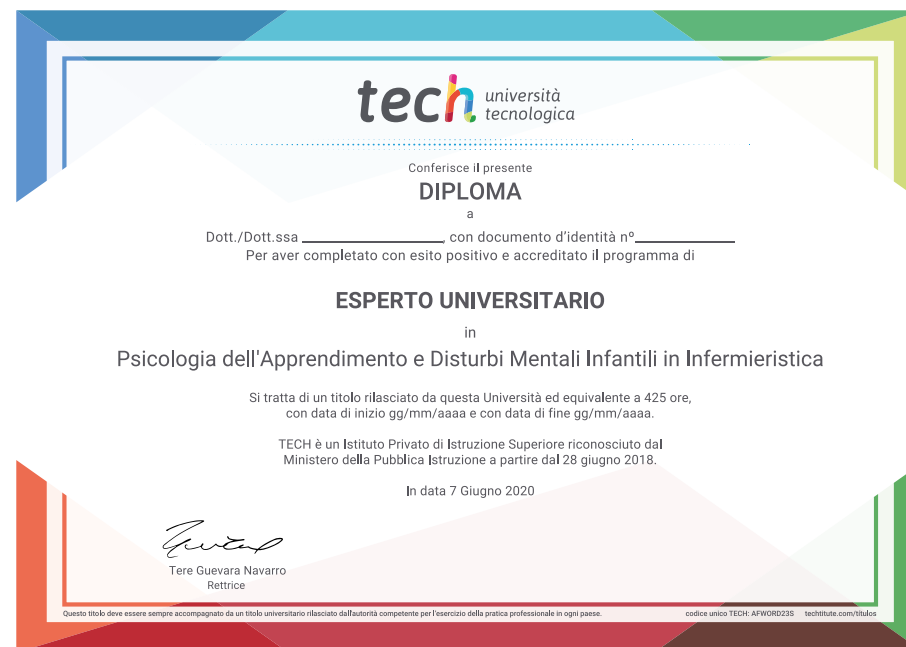 tech università
tecnologica
Conferisce il presente
DIPLOMA
a
Dott./Dott.ssa ____________________, con documento d'identità nº______________
Per aver completato con esito positivo e accreditato il programma di
ESPERTO UNIVERSITARIO
in
Psicologia dell'Apprendimento e Disturbi Mentali Infantili in Infermieristica
Si tratta di un titolo rilasciato da questa Università ed equivalente a 425 ore,
con data di inizio gg/mm/aaaa e con data di fine gg/mm/aaaa.
TECH è un Istituto Privato di Istruzione Superiore riconosciuto dal
Ministero della Pubblica Istruzione a partire dal 28 giugno 2018.
In data 7 Giugno 2020
Tere Guevara Navarro
Rettrice
Questo titolo deve essere sempre accompagnato da un titolo universitario rilasciato dall'autorità competente per l'esercizio della pratica professionale in ogni paese. codice unico TECH: AFWORD23S techtitute.com/titulos